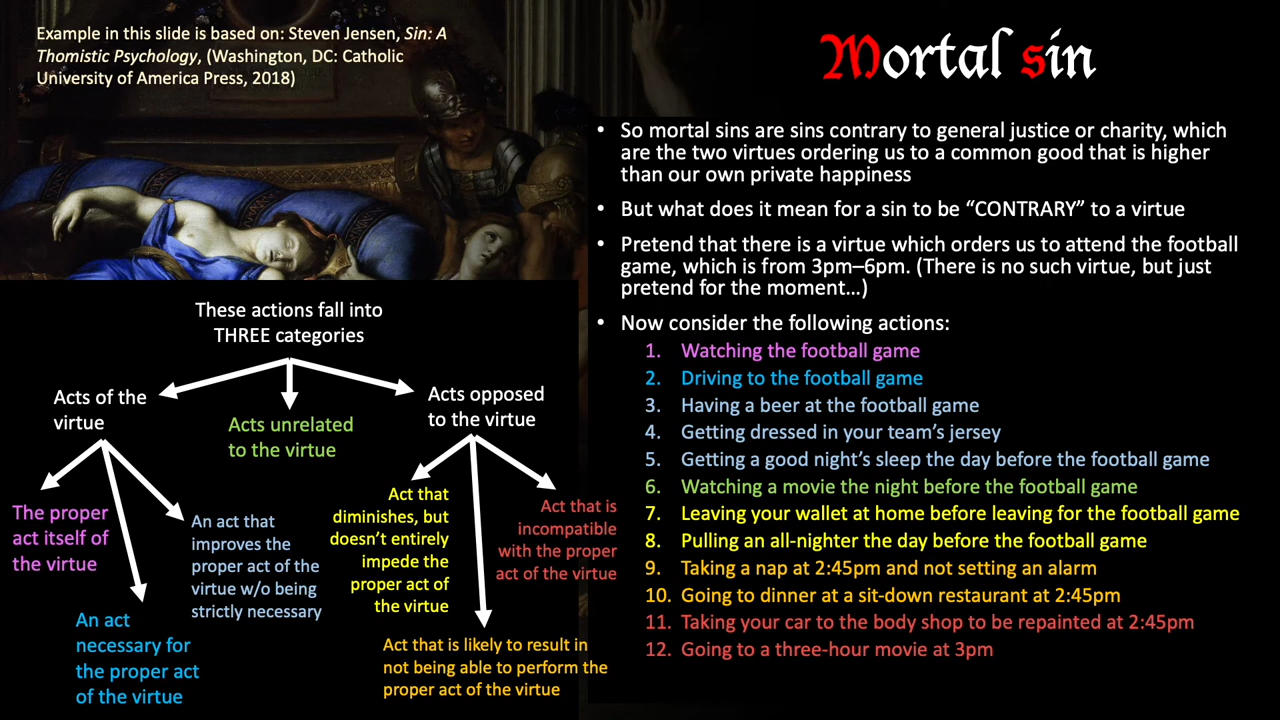 Example in this slide is based on: Steven Jensen, Sin: A
Thomistic Psychology, (Washington, DC: Catholic
University of America Press, 2018)
Mortal sin
• So mortal sins are sins contrary to general justice or charity, which
are the two virtues ordering us to a common good that is higher
than our own private happiness
• But what does it mean for a sin to be “CONTRARY” to a virtue
• Pretend that there is a virtue which orders us to attend the football
game, which is from 3pm–6pm. (There is no such virtue, but just
pretend for the moment…)
• Now consider the following actions:
1. Watching the football game
2. Driving to the football game
3. Having a beer at the football game
4. Getting dressed in your team’s jersey
5. Getting a good night’s sleep the day before the football game
6. Watching a movie the night before the football game
7. Leaving your wallet at home before leaving for the football game
8. Pulling an all-nighter the day before the football game
9. Taking a nap at 2:45pm and not setting an alarm
10. Going to dinner at a sit-down restaurant at 2:45pm
11. Taking your car to the body shop to be repainted at 2:45pm
12. Going to a three-hour movie at 3pm
These actions fall into
THREE categories
Acts of the
virtue
Acts unrelated
to the virtue
Acts opposed
to the virtue
The proper
act itself of
the virtue
An act
necessary for
the proper act
of the virtue
An act that
improves the
proper act of the
virtue w/o being
strictly necessary
Act that
diminishes, but
doesn’t entirely
impede the
proper act of
the virtue
Act that is likely to result in
not being able to perform the
proper act of the virtue
Act that is
incompatible
with the proper
act of the virtue